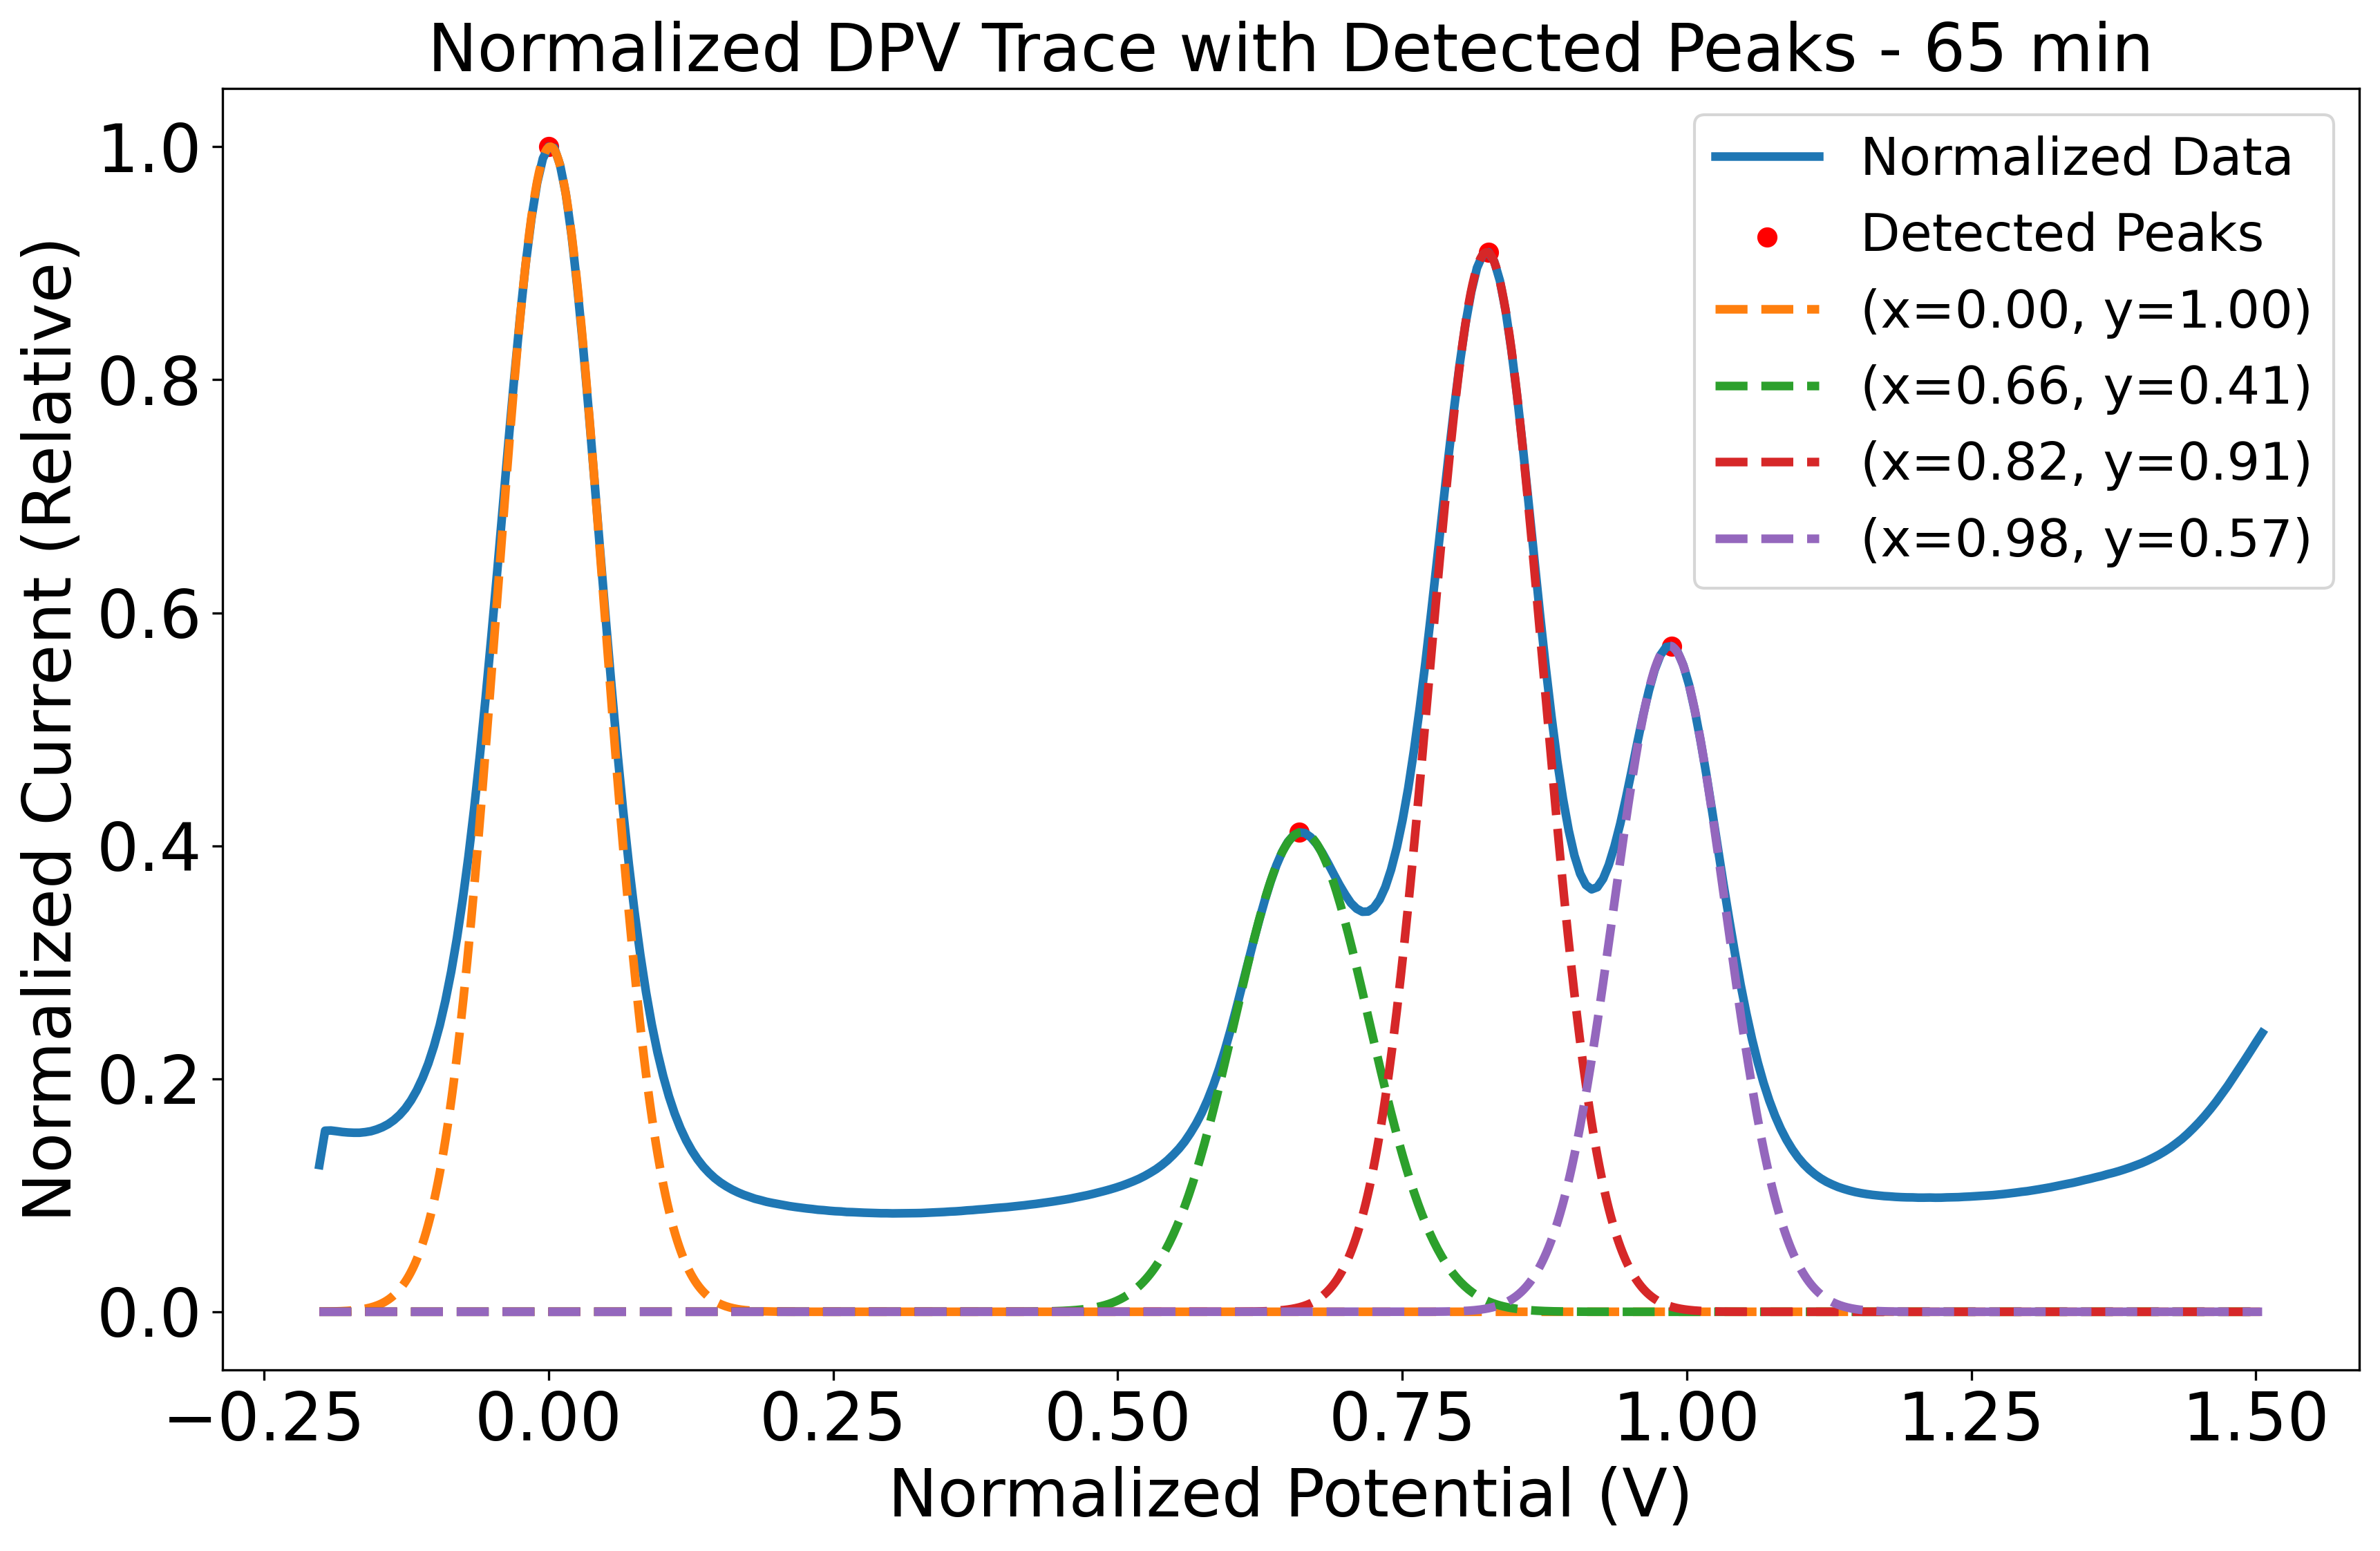 Normalized DPV Trace with Detected Peaks - 65 min
Normalized Current (Relative)
1.0
0.8
0.6
0.4
0.2
0.0
Normalized Data
Detected Peaks
(x=0.00, y=1.00)
(x=0.66, y=0.41)
(x=0.82, y=0.91)
(x=0.98, y=0.57)
−0.25 0.00 0.25 0.50 0.75 1.00 1.25 1.50
Normalized Potential (V)